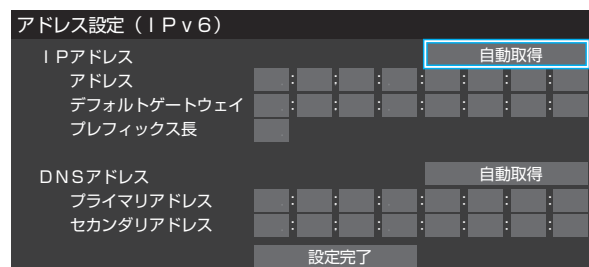 アドレス設定（ＩＰｖ６）
ＩＰアドレス 自動取得
アドレス : : : : : : :
デフォルトゲートウェイ : : : : : : :
プレフィックス長
ＤＮＳアドレス 自動取得
プライマリアドレス : : : : : : :
セカンダリアドレス : : : : : : :
設定完了